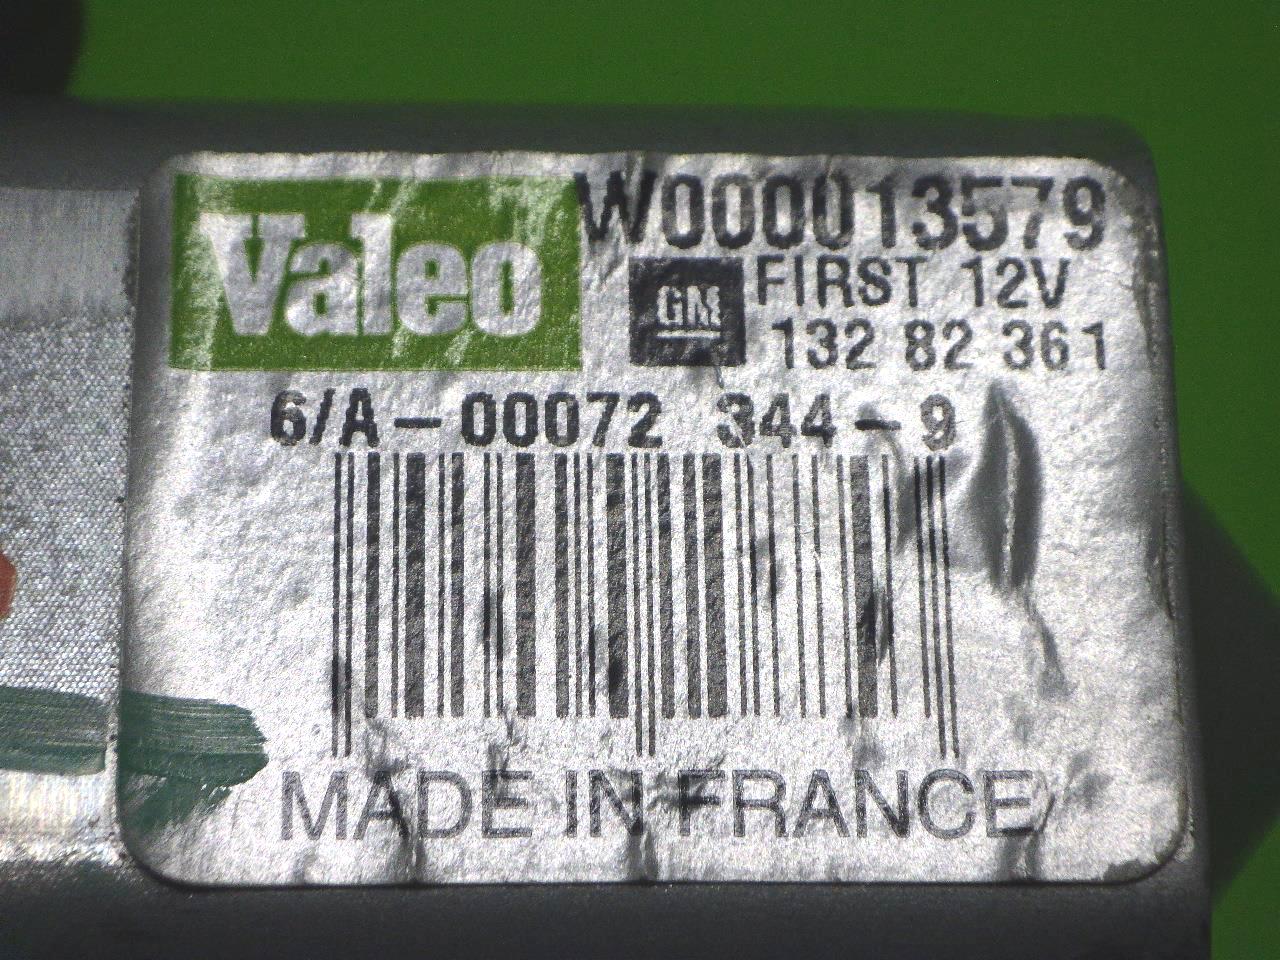 Valeo W000013579
GM FIRST 12V
132 82 361
6/A-00072 344-9
MADE IN FRANCE